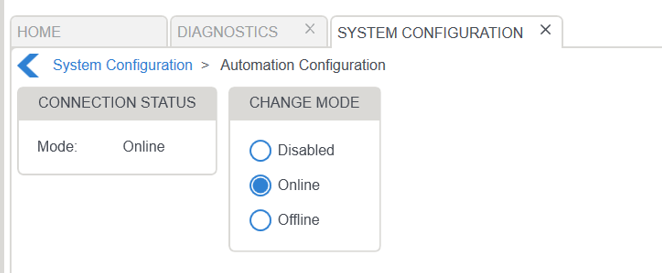 HOME
DIAGNOSTICS
SYSTEM CONFIGURATION
System Configuration > Automation Configuration
CONNECTION STATUS
Mode: Online
CHANGE MODE
Disabled
Online
Offline